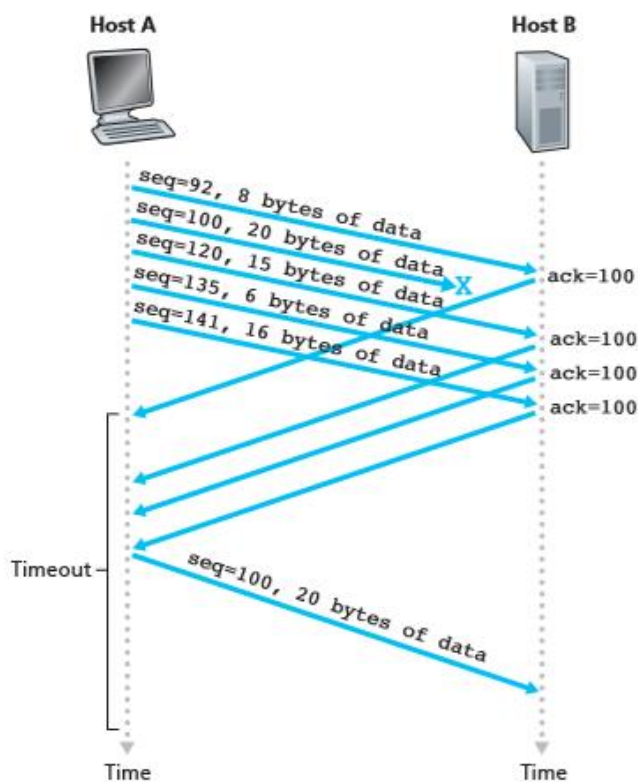 Host A
Host B
seq=92, 8 bytes of data
seq=100, 20 bytes of data
seq=120, 15 bytes of data
seq=135, 6 bytes of data
seq=141, 16 bytes of data
X
ack=100
ack=100
ack=100
ack=100
Timeout
seq=100, 20 bytes of data
Time
Time